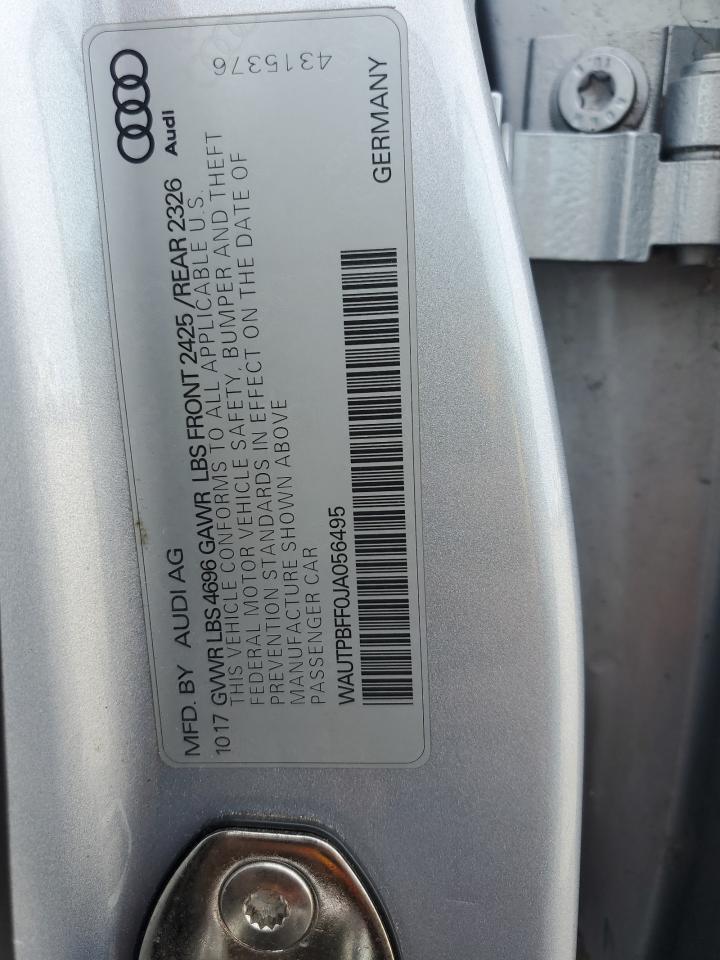 MFD. BY AUDI AG
Audi
1017 GVWR LBS 4696 GAWR LBS FRONT 2425 /REAR 2326
THIS VEHICLE CONFORMS TO ALL APPLICABLE U.S.
FEDERAL MOTOR VEHICLE SAFETY, BUMPER AND THEFT
PREVENTION STANDARDS IN EFFECT ON THE DATE OF
MANUFACTURE SHOWN ABOVE
PASSENGER CAR
4315376
WAUTPBFF0JA056495
GERMANY